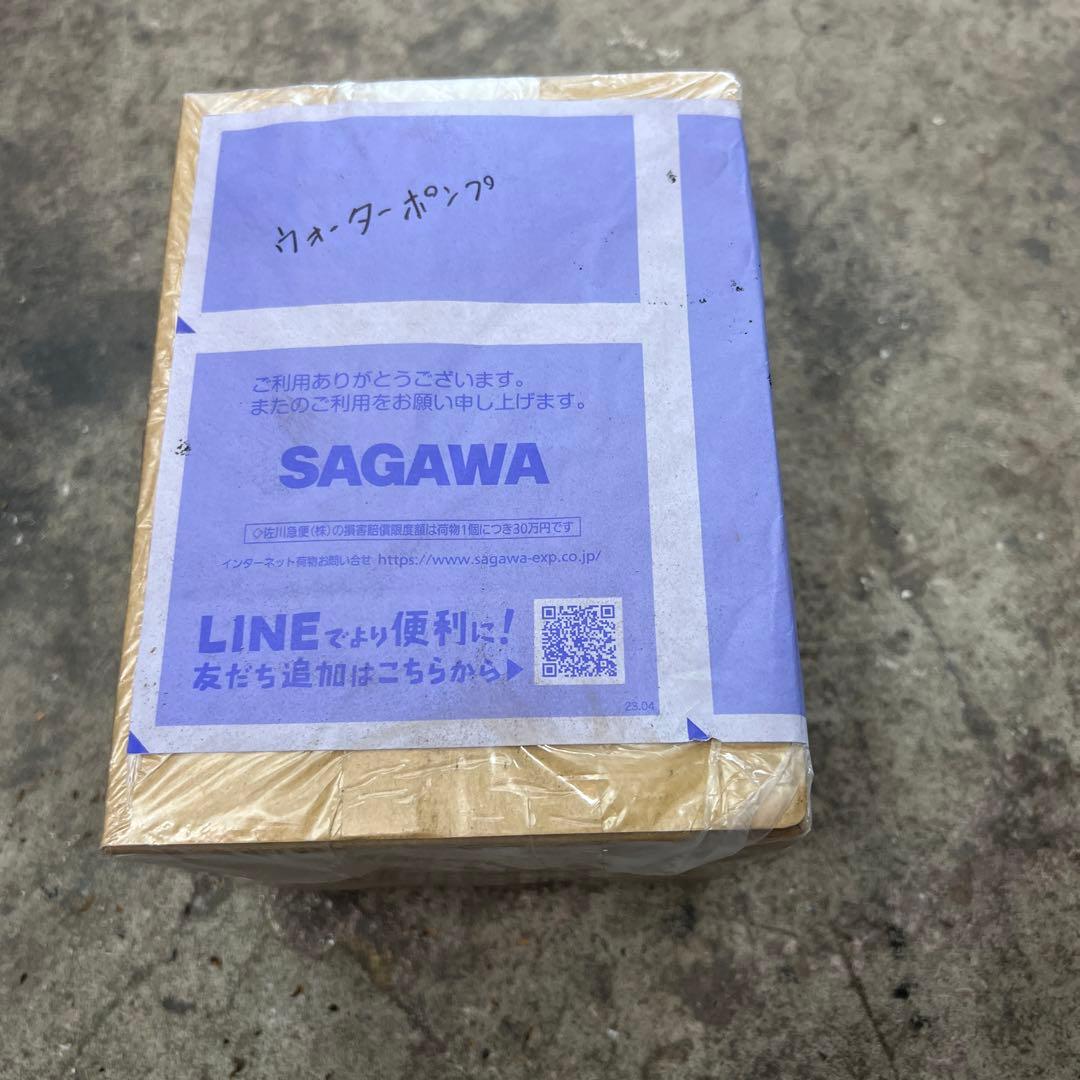 ウォーターポンプ
ご利用ありがとうございます。
またのご利用をお願い申し上げます。
SAGAWA
◇佐川急便(株)の損害賠償限度額は荷物1個につき30万円です
インターネット荷物お問い合せ https://www.sagawa-exp.co.jp/
LINEでより便利に!
友だち追加はこちらから▶
23.04